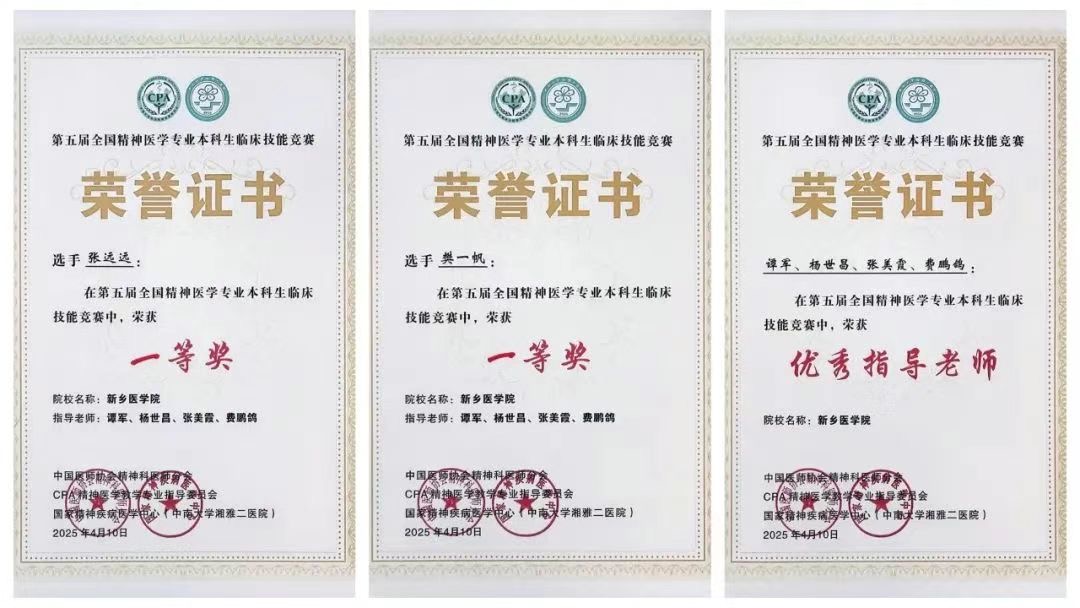 CPA
第五届全国精神医学专业本科生临床技能竞赛
荣誉证书
选手 张远远：
在第五届全国精神医学专业本科生临床
技能竞赛中，荣获
一等奖
院校名称：新乡医学院
指导老师：谭军、杨世昌、张美霞、费鹏鸽
中国医师协会精神科医师分会
CPA精神医学教学专业指导委员会
国家精神疾病医学中心（中南大学湘雅二医院）
2025年4月10日
CPA
第五届全国精神医学专业本科生临床技能竞赛
荣誉证书
选手 樊一帆：
在第五届全国精神医学专业本科生临床
技能竞赛中，荣获
一等奖
院校名称：新乡医学院
指导老师：谭军、杨世昌、张美霞、费鹏鸽
中国医师协会精神科医师分会
CPA精神医学教学专业指导委员会
国家精神疾病医学中心（中南大学湘雅二医院）
2025年4月10日
CPA
第五届全国精神医学专业本科生临床技能竞赛
荣誉证书
谭军、杨世昌、张美霞、费鹏鸽：
在第五届全国精神医学专业本科生临床
技能竞赛中，荣获
优秀指导老师
院校名称：新乡医学院
中国医师协会精神科医师分会
CPA精神医学教学专业指导委员会
国家精神疾病医学中心（中南大学湘雅二医院）
2025年4月10日